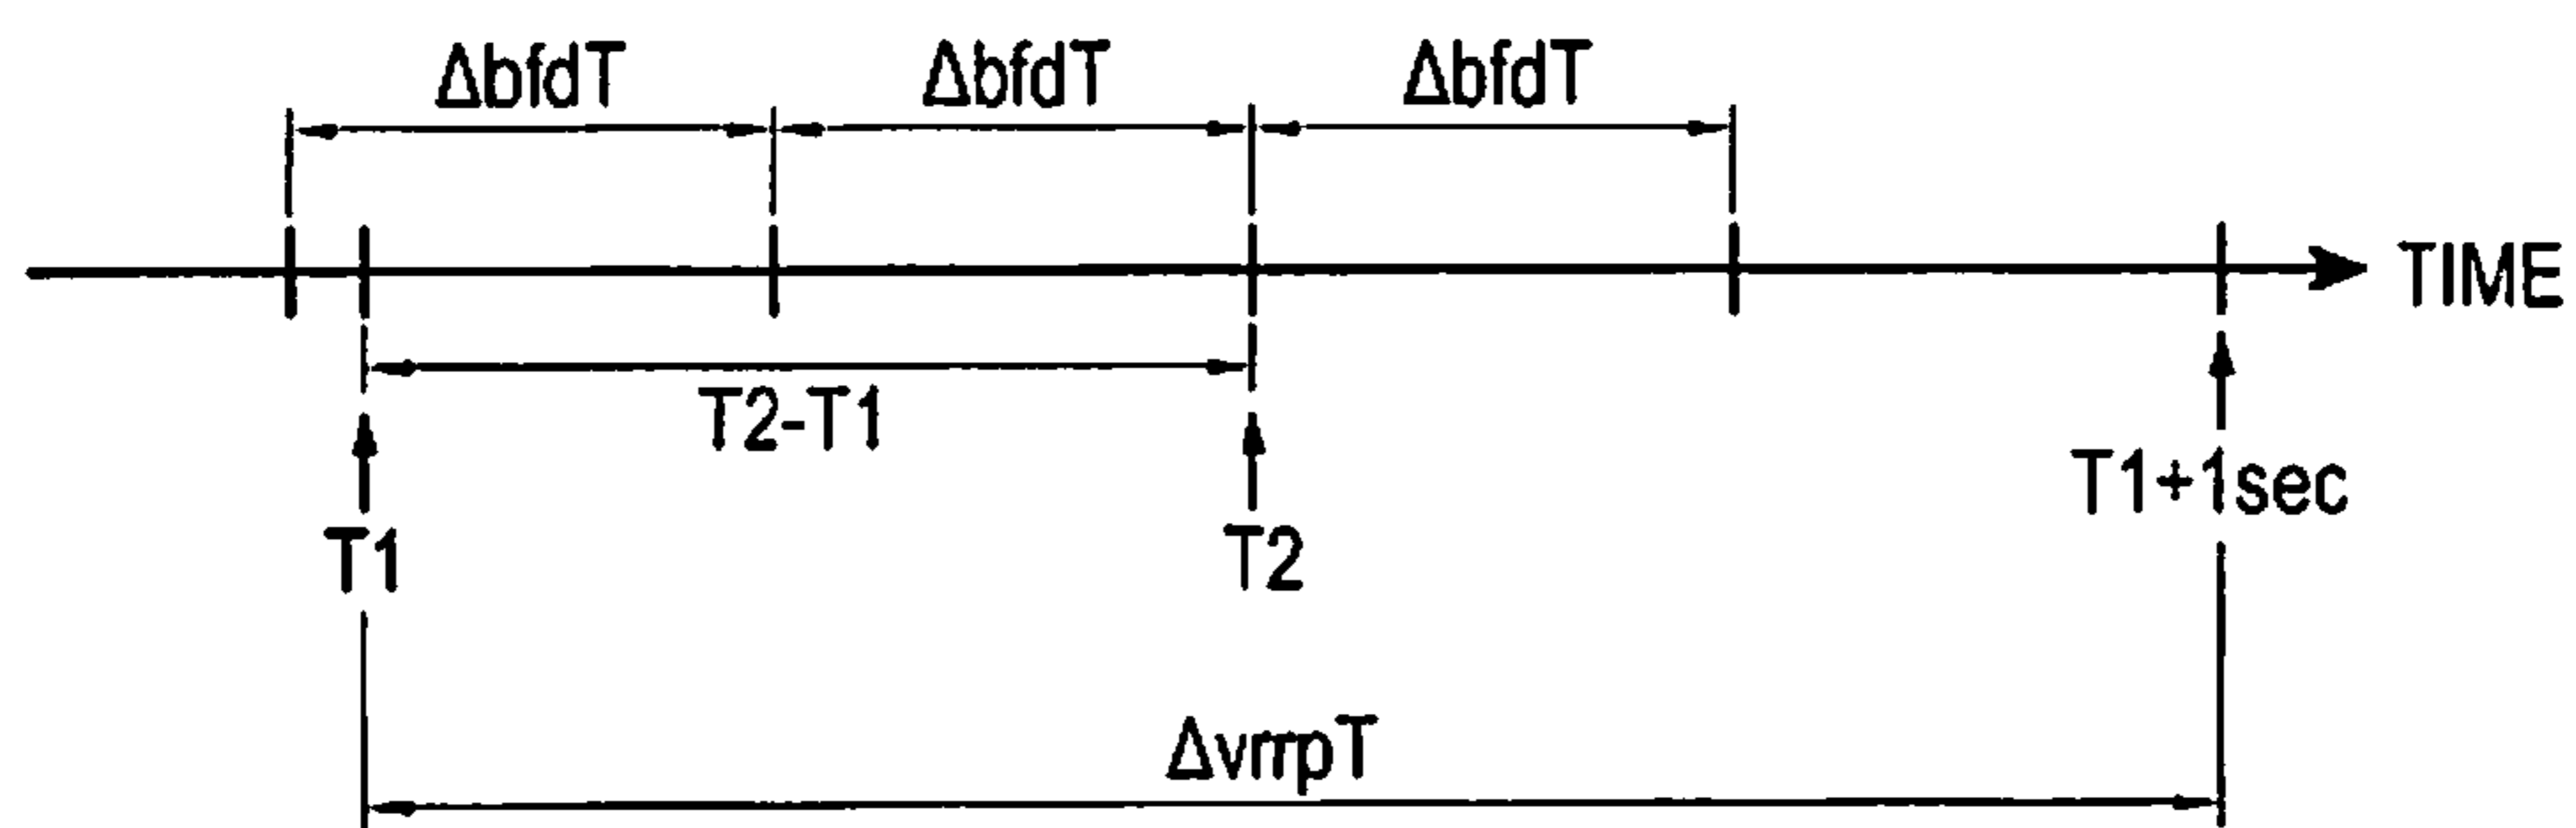 ΔbfdT ΔbfdT ΔbfdT
TIME
T2-T1
T1+1sec
T1 T2
ΔvrrpT